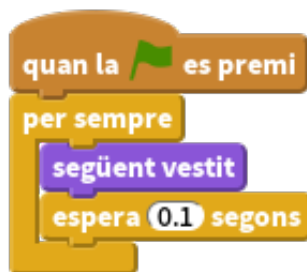 quan la es premi
per sempre
següent vestit
espera 0.1 segons